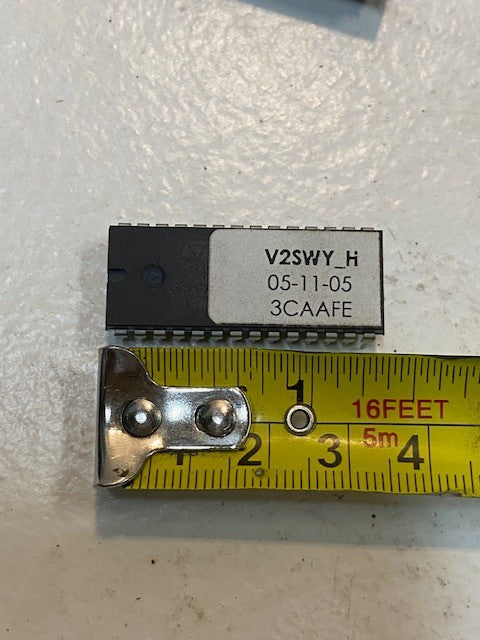 V2SWY_H
05-11-05
3CAAFE
1
16FEET
5m
1 2 3 4